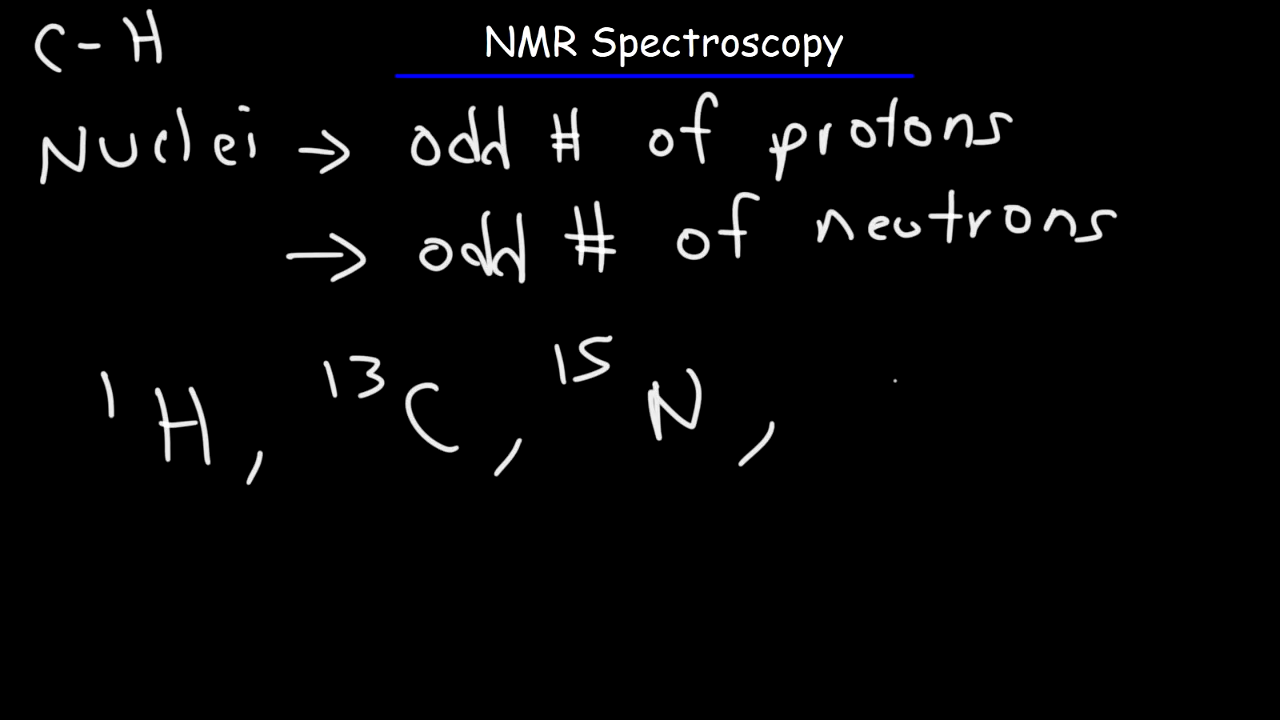 C-H
NMR Spectroscopy
Nuclei → odd # of protons
→ odd # of neutrons
¹H, ¹³C, ¹⁵N,